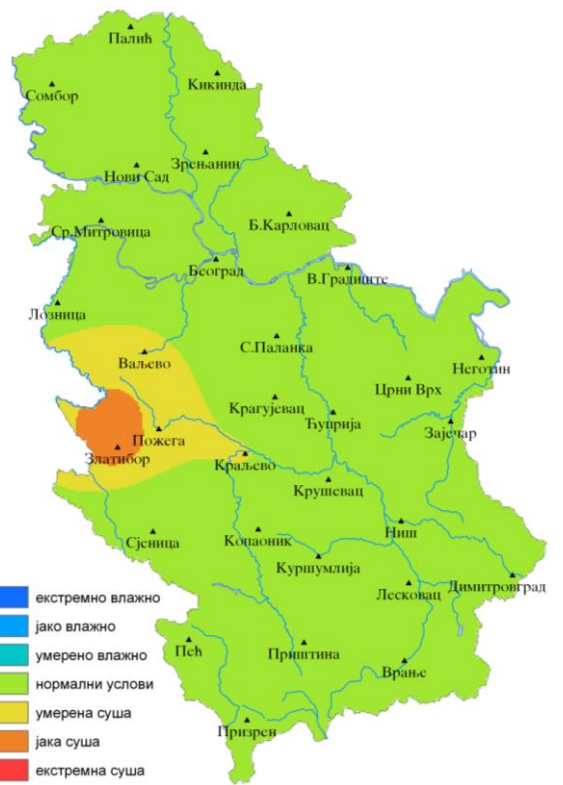 Палић
Кикинда
Сомбор
Зрењанин
Нови Сад
Б.Карловац
Ср.Митровица
Београд
В.Градиште
Лозница
С.Паланка
Ваљево
Неготин
Црни Врх
Крагујевац
Ћуприја
Зајечар
Пожега
Златибор
Краљево
Крушевац
Ниш
Копаоник
Сјеница
Куршумлија
Димитровград
Лесковац
Пећ
Приштина
Врање
Призрен
екстремно влажно
јако влажно
умерено влажно
нормални услови
умерена суша
јака суша
екстремна суша